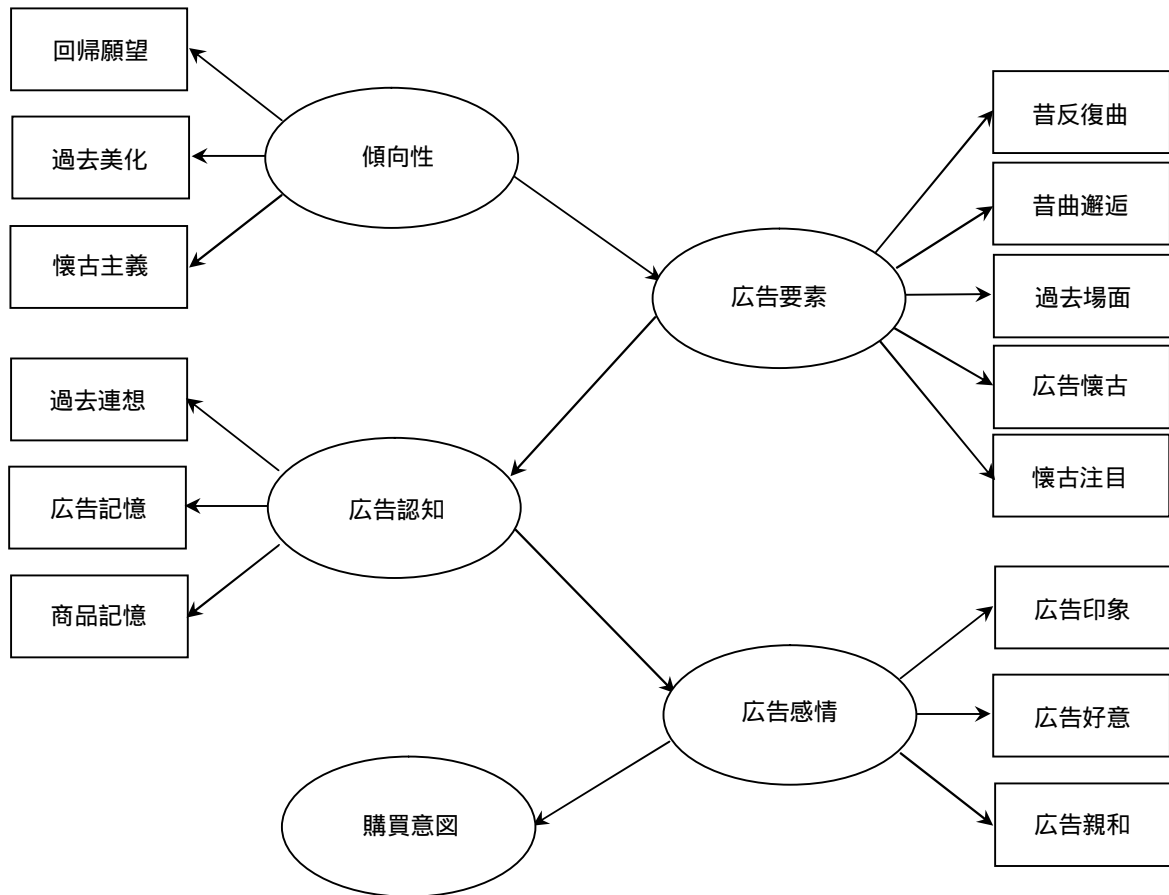 回帰願望
過去美化
懐古主義
傾向性
昔反復曲
昔曲邂逅
過去場面
広告懐古
懐古注目
広告要素
過去連想
広告記憶
商品記憶
広告認知
広告印象
広告好意
広告親和
広告感情
購買意図